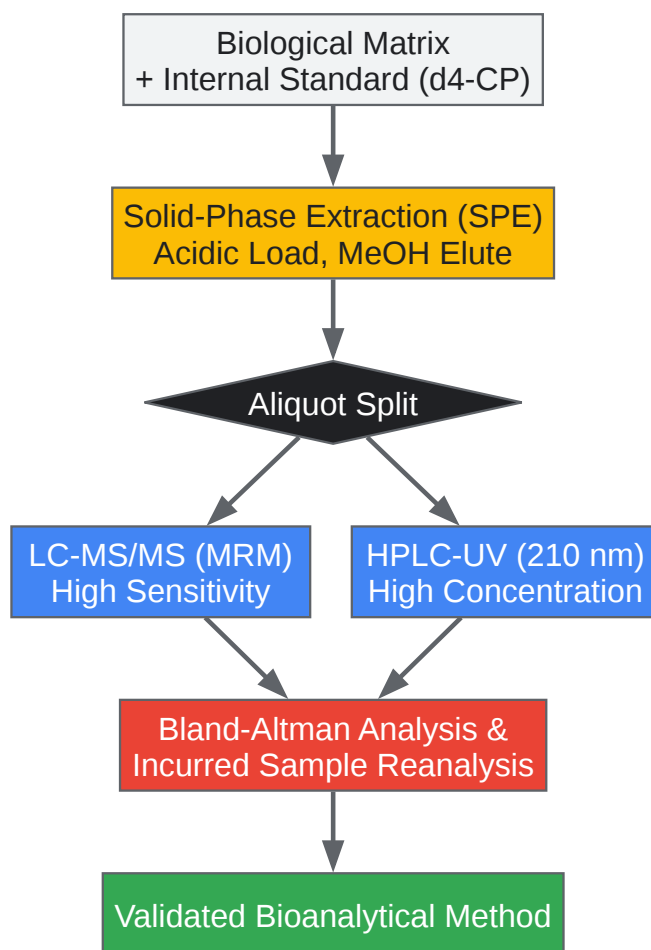 Biological Matrix
+ Internal Standard (d4-CP)
Solid-Phase Extraction (SPE)
Acidic Load, MeOH Elute
Aliquot Split
LC-MS/MS (MRM)
High Sensitivity
HPLC-UV (210 nm)
High Concentration
Bland-Altman Analysis &
Incurred Sample Reanalysis
Validated Bioanalytical Method